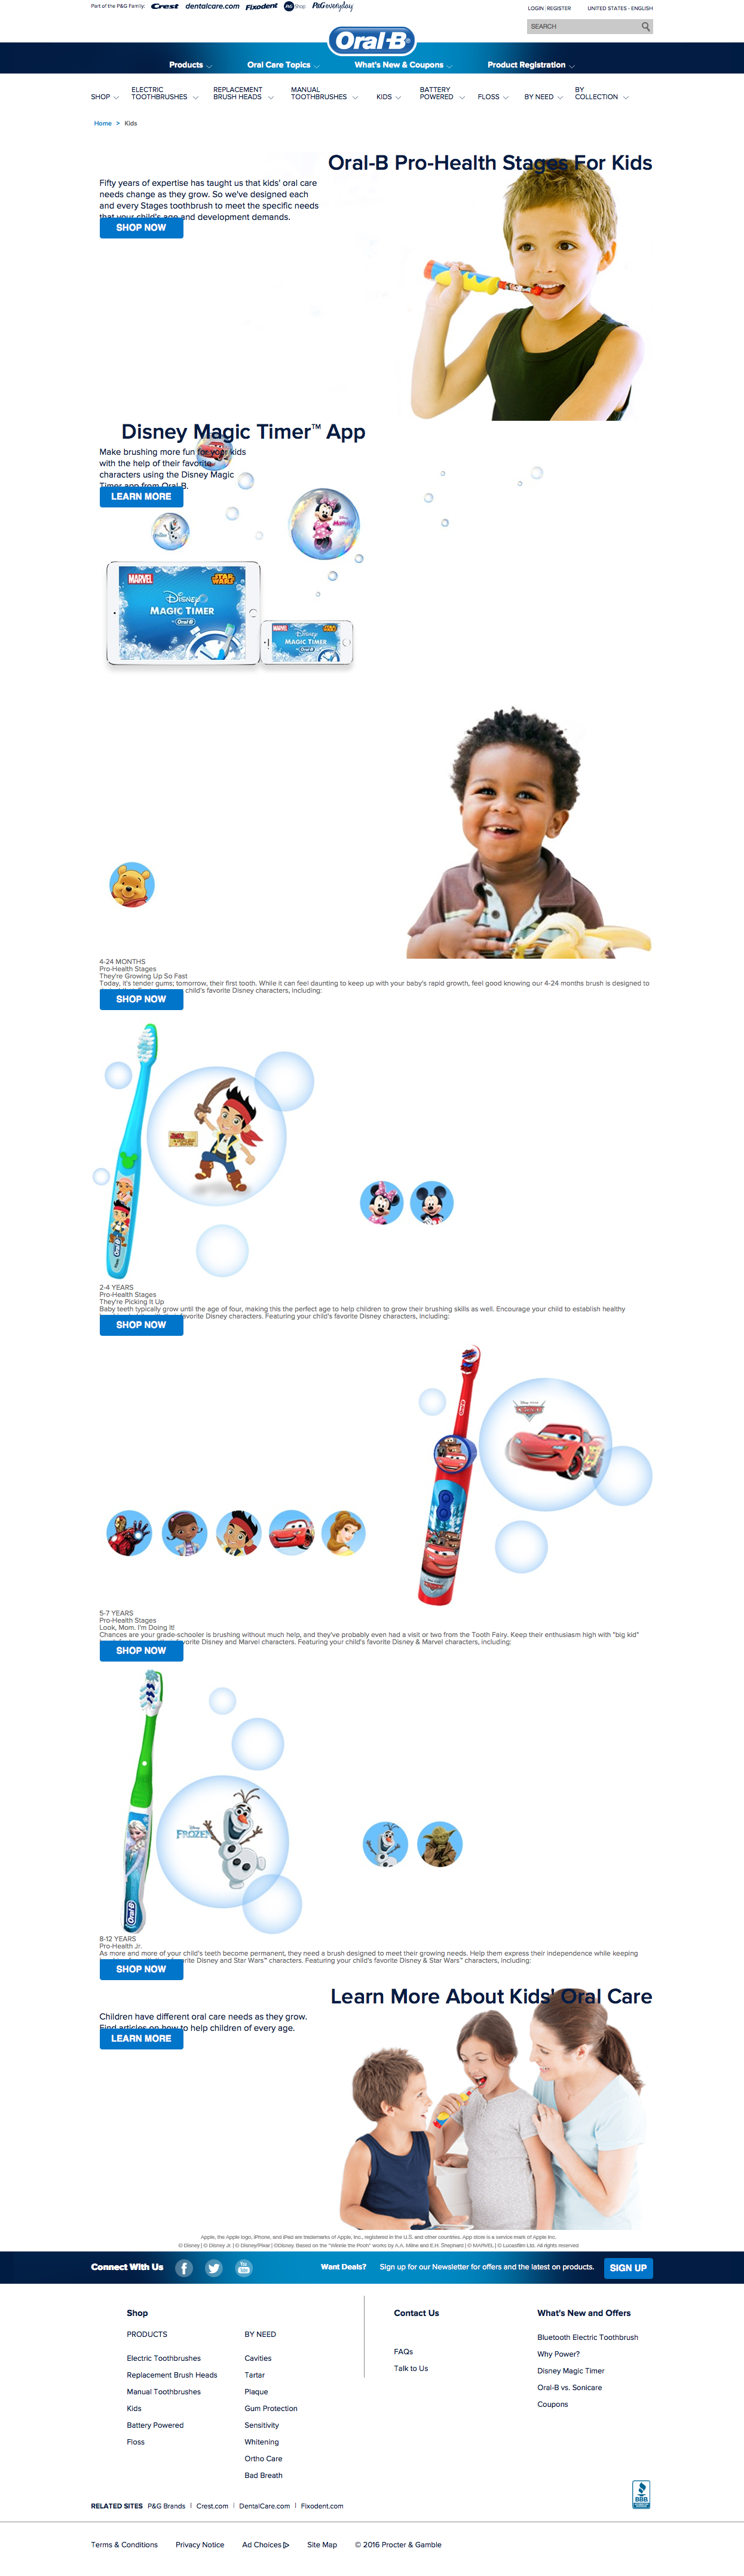 Part of the P&G Family: Crest dentalcare.com Fixodent P&G Shop P&G everyday
LOGIN | REGISTER UNITED STATES - ENGLISH
SEARCH
Oral-B
Products Oral Care Topics What's New & Coupons Product Registration
SHOP ELECTRIC TOOTHBRUSHES REPLACEMENT BRUSH HEADS MANUAL TOOTHBRUSHES KIDS BATTERY POWERED FLOSS BY NEED BY COLLECTION
Home > Kids
Oral-B Pro-Health Stages For Kids
Fifty years of expertise has taught us that kids' oral care
needs change as they grow. So we've designed each
and every Stages toothbrush to meet the specific needs
that your child's age and development demands.
SHOP NOW
Disney Magic Timer™ App
Make brushing more fun for your kids
with the help of their favorite
characters using the Disney Magic
Timer app from Oral-B.
LEARN MORE
MARVEL STAR WARS
Disney
MAGIC TIMER
by Oral-B
MARVEL STAR WARS
Disney
MAGIC TIMER
by Oral-B
4-24 MONTHS
Pro-Health Stages
They're Growing Up So Fast
Today, it's tender gums; tomorrow, their first tooth. While it can feel daunting to keep up with your baby's rapid growth, feel good knowing our 4-24 months brush is designed to
child's favorite Disney characters, including:
SHOP NOW
Oral-B
2-4 YEARS
Pro-Health Stages
They're Picking It Up
Baby teeth typically grow until the age of four, making this the perfect age to help children to grow their brushing skills as well. Encourage your child to establish healthy
favorite Disney characters. Featuring your child's favorite Disney characters, including:
SHOP NOW
Cars
5-7 YEARS
Pro-Health Stages
Look, Mom. I'm Doing It!
Chances are your grade-schooler is brushing without much help, and they've probably even had a visit or two from the Tooth Fairy. Keep their enthusiasm high with "big kid"
favorite Disney and Marvel characters. Featuring your child's favorite Disney & Marvel characters, including:
SHOP NOW
Disney
FROZEN
Oral-B
8-12 YEARS
Pro-Health Jr.
As more and more of your child's teeth become permanent, they need a brush designed to meet their growing needs. Help them express their independence while keeping
favorite Disney and Star Wars™ characters. Featuring your child's favorite Disney & Star Wars™ characters, including:
SHOP NOW
Learn More About Kids' Oral Care
Children have different oral care needs as they grow.
Find articles on how to help children of every age.
LEARN MORE
Apple, the Apple logo, iPhone, and iPad are trademarks of Apple, Inc., registered in the U.S. and other countries. App store is a service mark of Apple Inc.
© Disney | © Disney Jr. | © Disney/Pixar | ©Disney. Based on the "Winnie the Pooh" works by A.A. Milne and E.H. Shepherd | © MARVEL | © Lucasfilm Ltd. All rights reserved.
Connect With Us You Tube Want Deals? Sign up for our Newsletter for offers and the latest on products. SIGN UP
Shop Contact Us What's New and Offers
PRODUCTS BY NEED
Electric Toothbrushes
Replacement Brush Heads
Manual Toothbrushes
Kids
Battery Powered
Floss
Cavities
Tartar
Plaque
Gum Protection
Sensitivity
Whitening
Ortho Care
Bad Breath
FAQs
Talk to Us
Bluetooth Electric Toothbrush
Why Power?
Disney Magic Timer
Oral-B vs. Sonicare
Coupons
BBB
RELATED SITES P&G Brands | Crest.com | DentalCare.com | Fixodent.com
Terms & Conditions Privacy Notice Ad Choices Site Map © 2016 Procter & Gamble